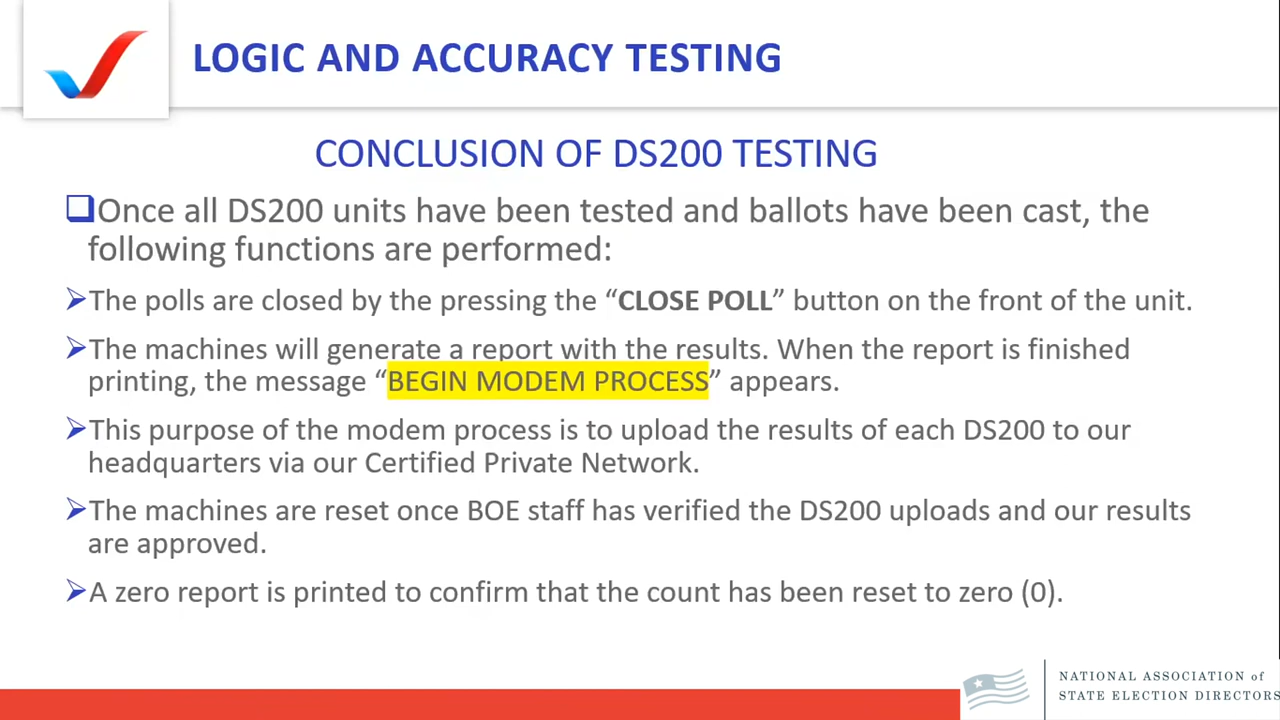 LOGIC AND ACCURACY TESTING
CONCLUSION OF DS200 TESTING
Once all DS200 units have been tested and ballots have been cast, the
following functions are performed:
The polls are closed by the pressing the “CLOSE POLL” button on the front of the unit.
The machines will generate a report with the results. When the report is finished
printing, the message “BEGIN MODEM PROCESS” appears.
This purpose of the modem process is to upload the results of each DS200 to our
headquarters via our Certified Private Network.
The machines are reset once BOE staff has verified the DS200 uploads and our results
are approved.
A zero report is printed to confirm that the count has been reset to zero (0).
NATIONAL ASSOCIATION of
STATE ELECTION DIRECTORS